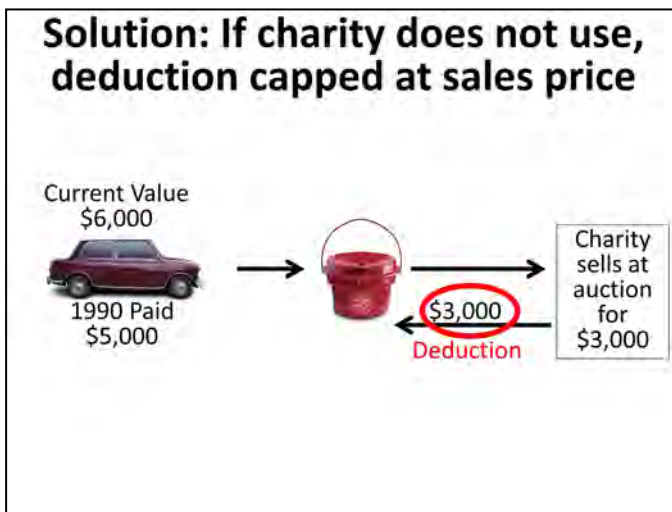 Solution: If charity does not use,
deduction capped at sales price
Current Value
$6,000
1990 Paid
$5,000
$3,000
Deduction
Charity
sells at
auction
for
$3,000